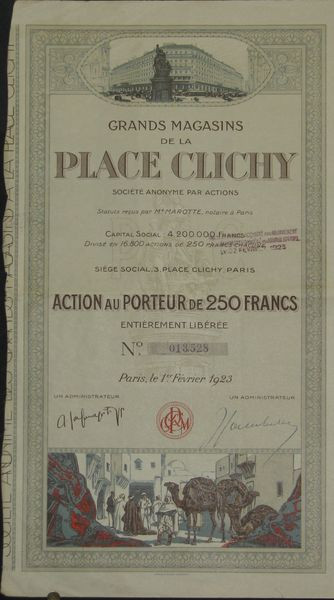 GRANDS MAGASINS
DE LA
PLACE CLICHY
SOCIÉTÉ ANONYME PAR ACTIONS
Statuts reçus par Me MAROTTE, notaire à Paris
CAPITAL SOCIAL: 4.200.000 FRANCS
DIVISÉ EN 16.800 ACTIONS DE 250 FRANCS CHACUNE
SIÈGE SOCIAL, 3, PLACE CLICHY, PARIS
ACTION AU PORTEUR DE 250 FRANCS
ENTIÈREMENT LIBÉRÉE
No. 013.528
Paris, le 1er Février 1923
UN ADMINISTRATEUR
UN ADMINISTRATEUR